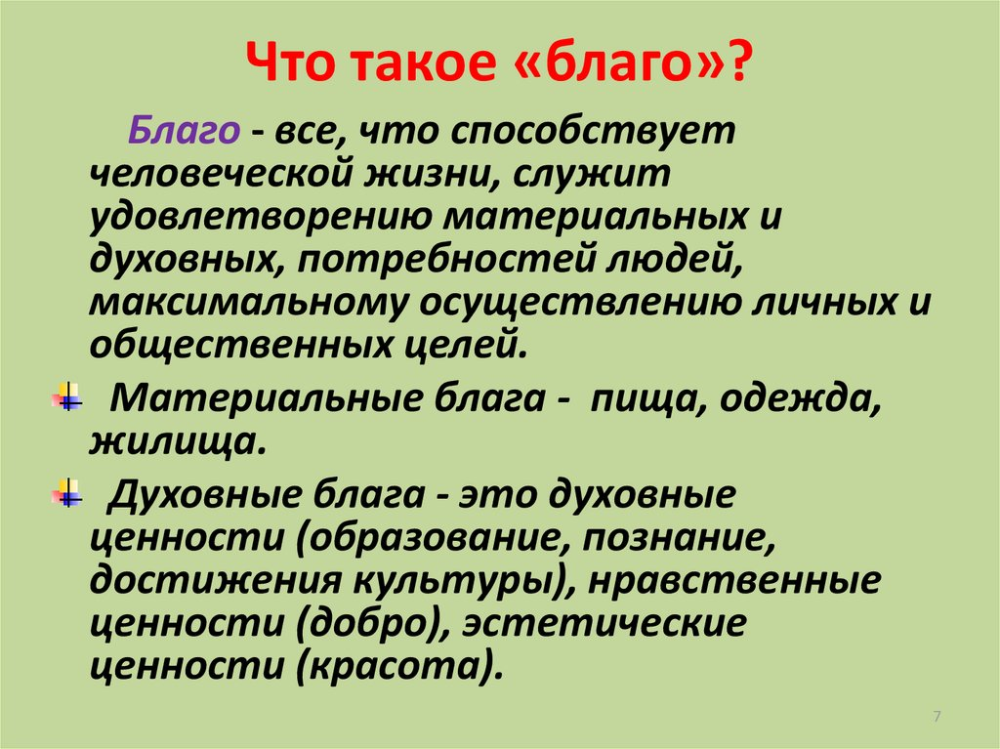 Что такое «благо»?
Благо - все, что способствует
человеческой жизни, служит
удовлетворению материальных и
духовных, потребностей людей,
максимальному осуществлению личных и
общественных целей.
Материальные блага - пища, одежда,
жилища.
Духовные блага - это духовные
ценности (образование, познание,
достижения культуры), нравственные
ценности (добро), эстетические
ценности (красота).
7